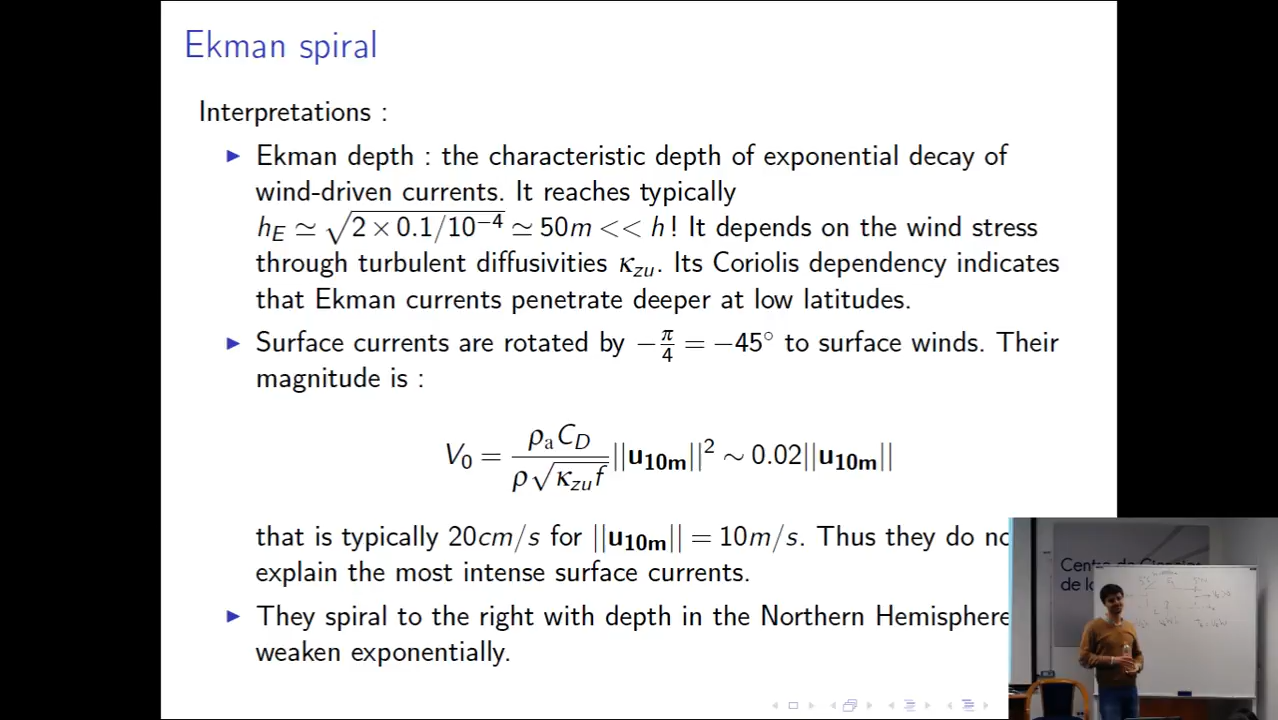 Ekman spiral
Interpretations :
▶ Ekman depth : the characteristic depth of exponential decay of
wind-driven currents. It reaches typically
h_E ≃ √(2 × 0.1/10⁻⁴) ≃ 50m << h ! It depends on the wind stress
through turbulent diffusivities κ_zu. Its Coriolis dependency indicates
that Ekman currents penetrate deeper at low latitudes.
▶ Surface currents are rotated by −π/4 = −45° to surface winds. Their
magnitude is :
V₀ = ρ_a C_D / (ρ√(κ_zu f)) ||u_10m||² ∼ 0.02||u_10m||
that is typically 20cm/s for ||u_10m|| = 10m/s. Thus they do no
explain the most intense surface currents.
▶ They spiral to the right with depth in the Northern Hemisphere
weaken exponentially.
Centro de Ciencias
de l